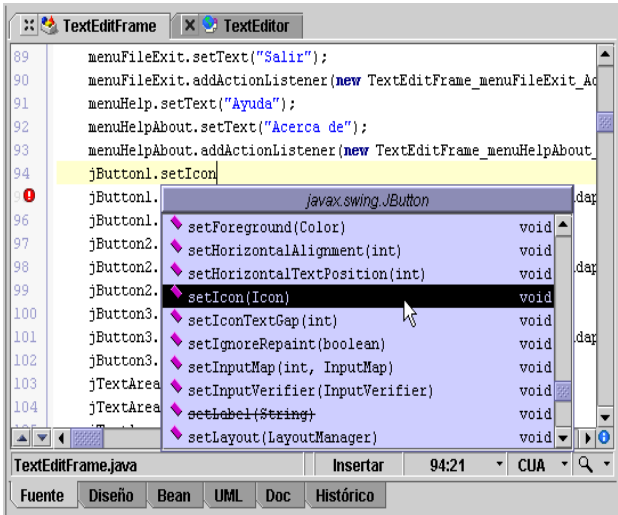 TextEditFrame TextEditor
89 menuFileExit.setText("Salir");
90 menuFileExit.addActionListener(new TextEditFrame_menuFileExit_Ac
91 menuHelp.setText("Ayuda");
92 menuHelpAbout.setText("Acerca de");
93 menuHelpAbout.addActionListener(new TextEditFrame_menuHelpAbout_
94 jButton1.setIcon
javax.swing.JButton
jButton1. dap
setForeground(Color) void
96 jButton1.
setHorizontalAlignment(int) void
97 jButton2.
setHorizontalTextPosition(int) void
98 jButton2. dap
setIcon(Icon) void
99 jButton2.
setIconTextGap(int) void
100 jButton3.
setIgnoreRepaint(boolean) void
101 jButton3. dap
setInputMap(int, InputMap) void
102 jButton3.
setInputVerifier(InputVerifier) void
103 jTextArea
setLabel(String) void
104 jTextArea
setLayout(LayoutManager) void
TextEditFrame.java Insertar 94:21 CUA
Fuente Diseño Bean UML Doc Histórico